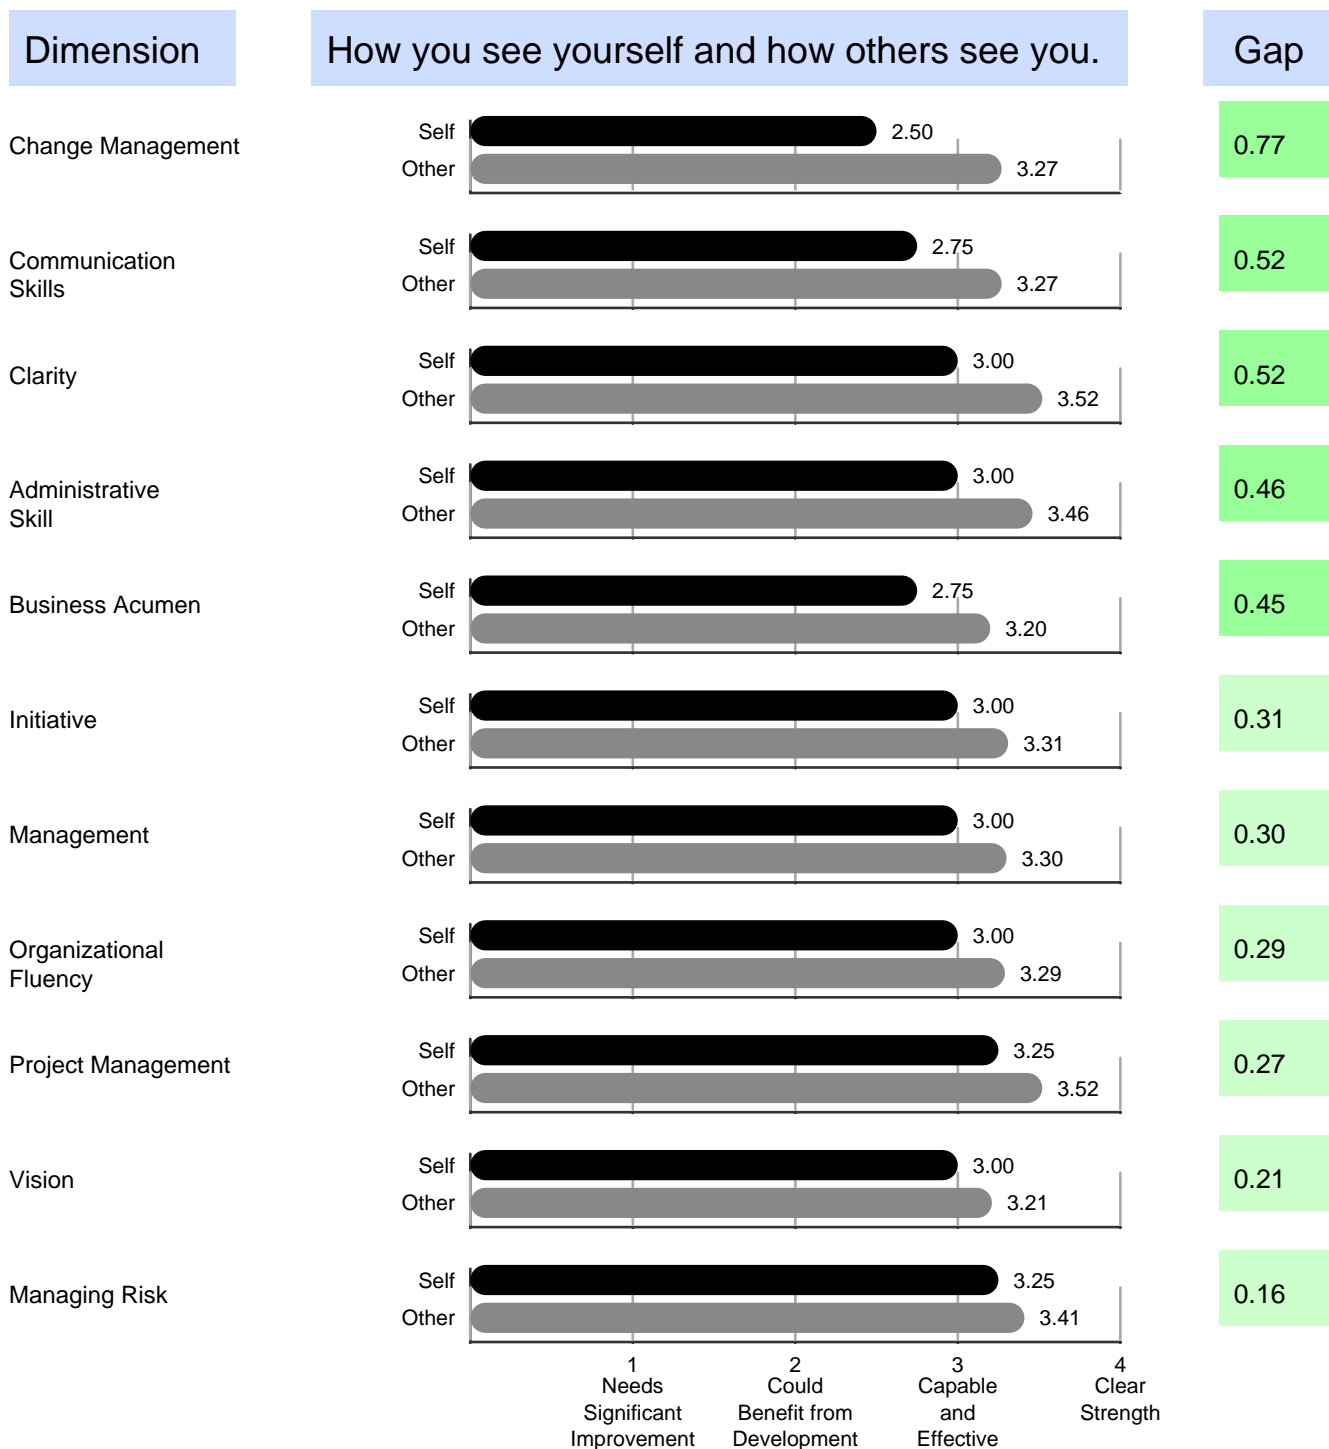 Dimension
How you see yourself and how others see you.
Gap
Change Management
Self
2.50
Other
3.27
0.77
Communication
Skills
Self
2.75
Other
3.27
0.52
Clarity
Self
3.00
Other
3.52
0.52
Administrative
Skill
Self
3.00
Other
3.46
0.46
Business Acumen
Self
2.75
Other
3.20
0.45
Initiative
Self
3.00
Other
3.31
0.31
Management
Self
3.00
Other
3.30
0.30
Organizational
Fluency
Self
3.00
Other
3.29
0.29
Project Management
Self
3.25
Other
3.52
0.27
Vision
Self
3.00
Other
3.21
0.21
Managing Risk
Self
3.25
Other
3.41
0.16
1
Needs
Significant
Improvement
2
Could
Benefit from
Development
3
Capable
and
Effective
4
Clear
Strength